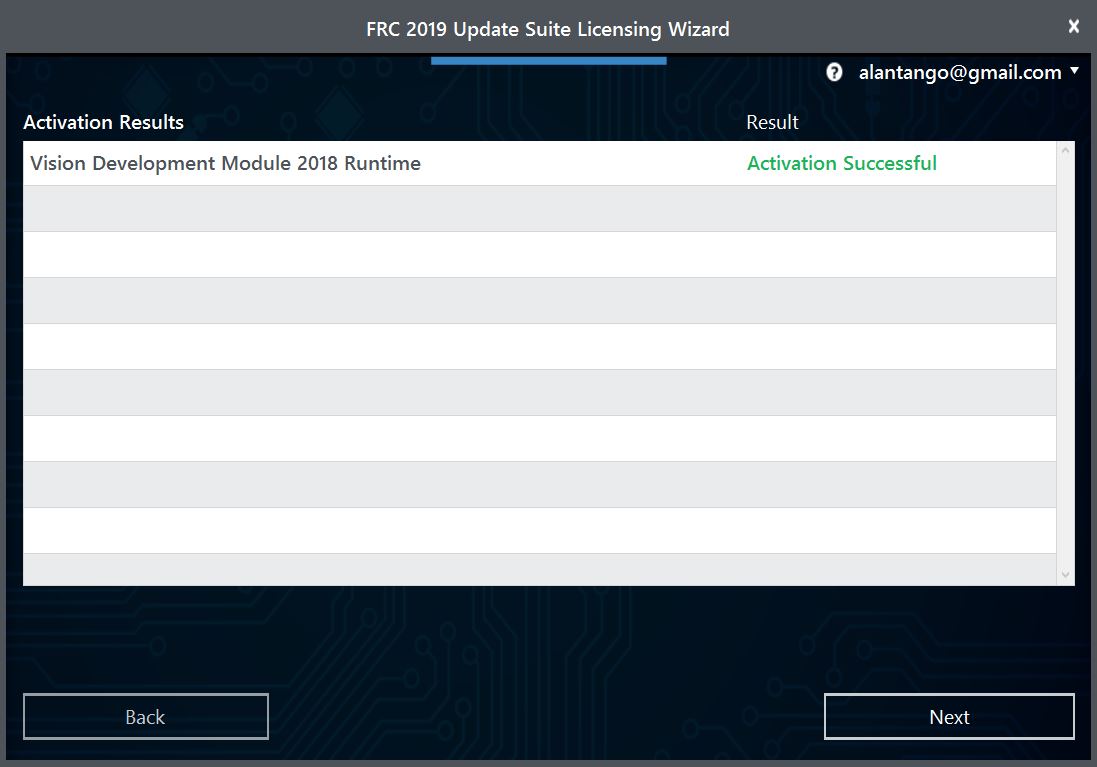 FRC 2019 Update Suite Licensing Wizard
x
? alantango@gmail.com
Activation Results Result
Vision Development Module 2018 Runtime Activation Successful
Back Next